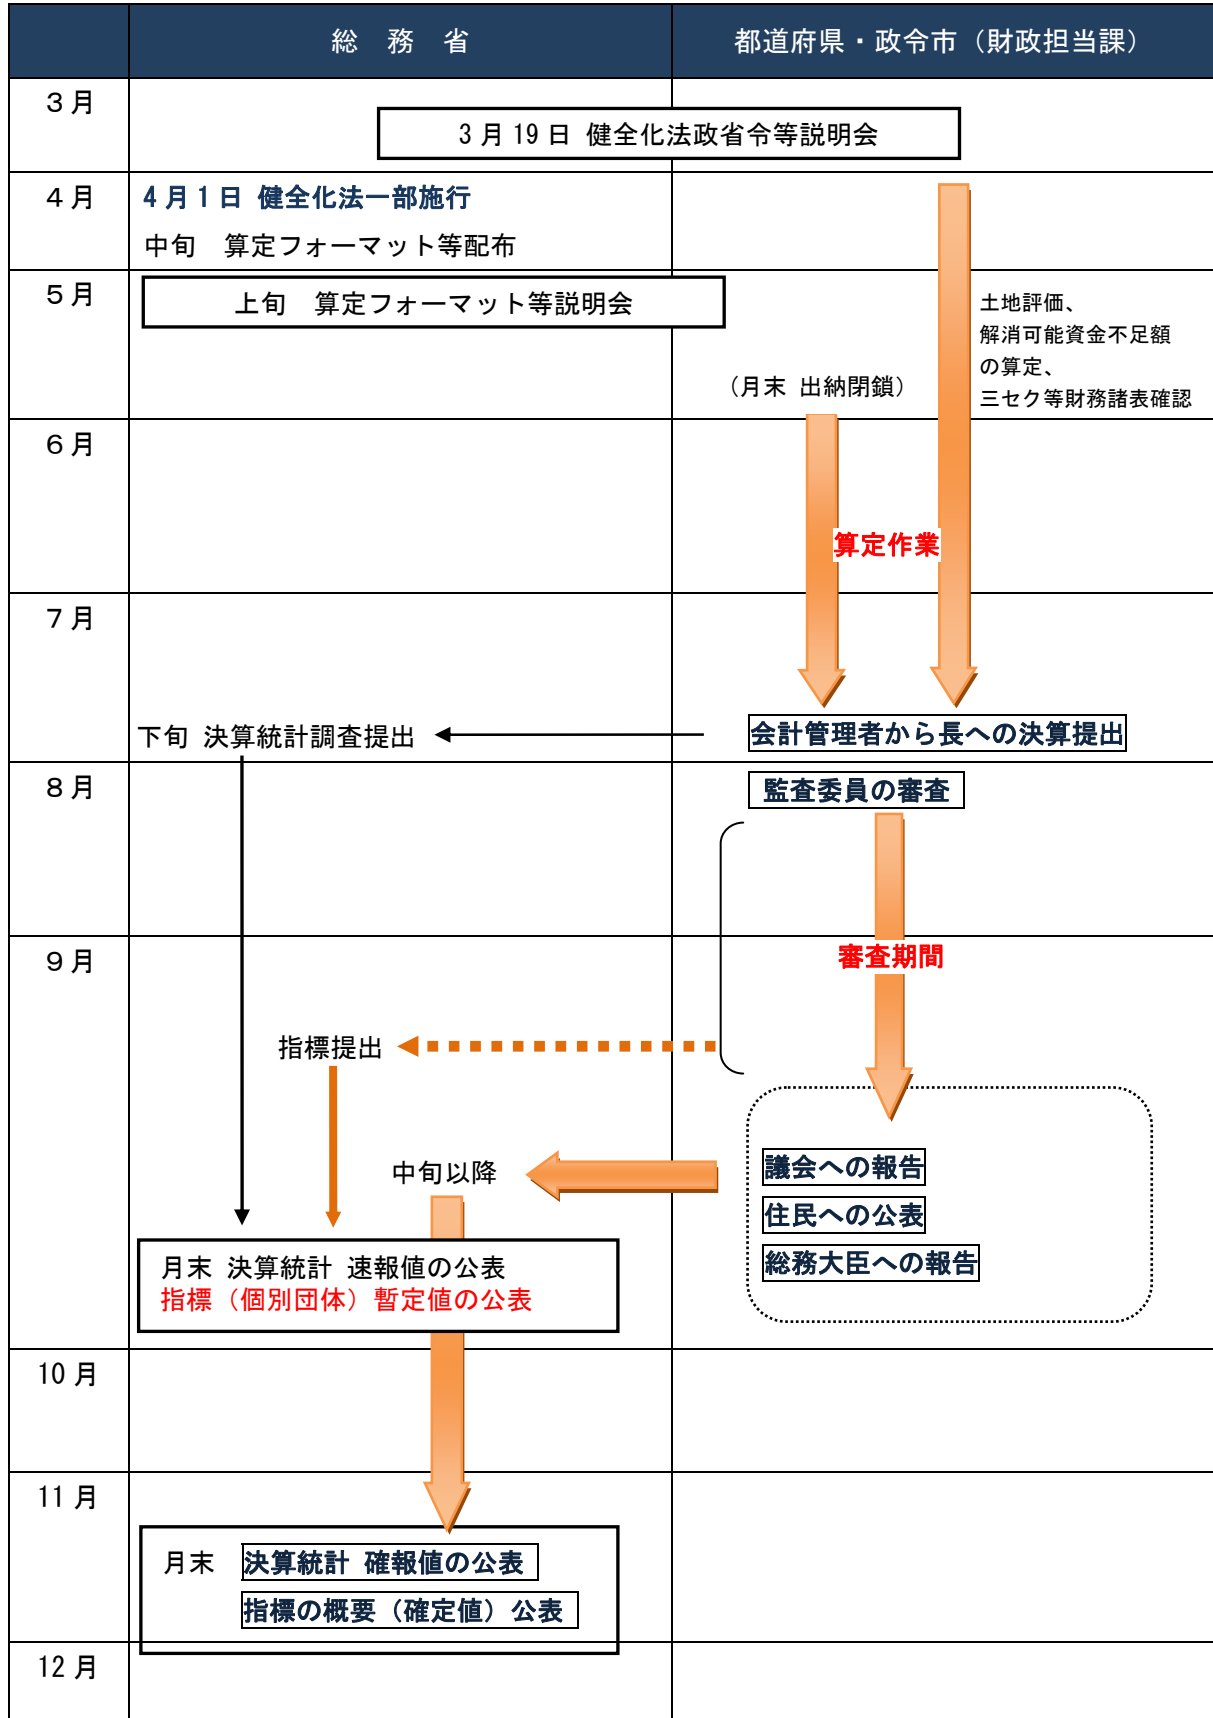 総 務 省
都道府県・政令市（財政担当課）
3月
3月19日 健全化法政省令等説明会
4月
4月1日 健全化法一部施行
中旬 算定フォーマット等配布
5月
上旬 算定フォーマット等説明会
土地評価、
解消可能資金不足額
の算定、
三セク等財務諸表確認
（月末 出納閉鎖）
6月
算定作業
7月
下旬 決算統計調査提出
会計管理者から長への決算提出
8月
監査委員の審査
9月
審査期間
指標提出
中旬以降
議会への報告
住民への公表
総務大臣への報告
月末 決算統計 速報値の公表
指標（個別団体）暫定値の公表
10月
11月
月末 決算統計 確報値の公表
指標の概要（確定値）公表
12月